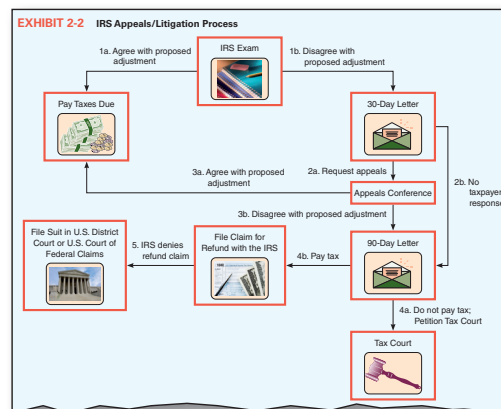 EXHIBIT 2-2 IRS Appeals/Litigation Process
1a. Agree with proposed
adjustment
IRS Exam
1b. Disagree with
proposed adjustment
Pay Taxes Due
30-Day Letter
3a. Agree with proposed
adjustment
2a. Request appeals
2b. No
taxpayer
response
Appeals Conference
3b. Disagree with proposed adjustment
File Suit in U.S. District
Court or U.S. Court of
Federal Claims
5. IRS denies
refund claim
File Claim for
Refund with the IRS
4b. Pay tax
90-Day Letter
4a. Do not pay tax;
Petition Tax Court
Tax Court